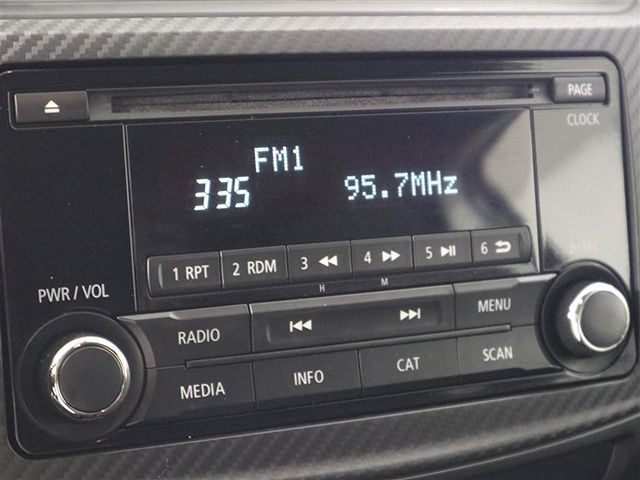 PAGE
CLOCK
FM1
335 95.7MHz
1 RPT 2 RDM 3 4 5 6
H M
PWR / VOL
RADIO MENU
MEDIA INFO CAT SCAN